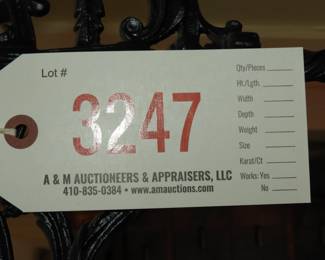 Lot #
3247
A & M AUCTIONEERS & APPRAISERS, LLC
410-835-0384 • www.amauctions.com
Qty/Pieces
Ht./Lgth.
Width
Depth
Weight
Size
Karat/Ct
Works: Yes
No